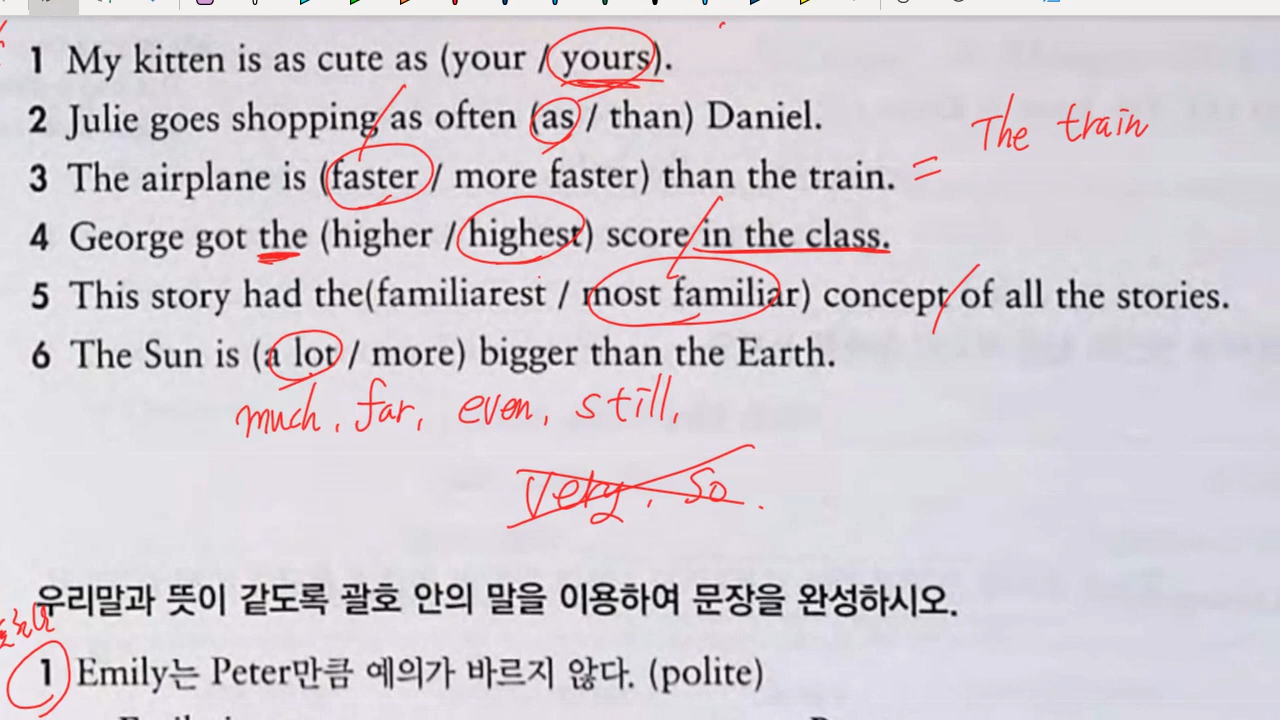 1 My kitten is as cute as (your / yours).
2 Julie goes shopping as often (as / than) Daniel.
The train
3 The airplane is (faster / more faster) than the train. =
4 George got the (higher / highest) score in the class.
5 This story had the(familiarest / most familiar) concept of all the stories.
6 The Sun is (a lot / more) bigger than the Earth.
much, far, even, still,
Very, so.
우리말과 뜻이 같도록 괄호 안의 말을 이용하여 문장을 완성하시오.
1 Emily는 Peter만큼 예의가 바르지 않다. (polite)